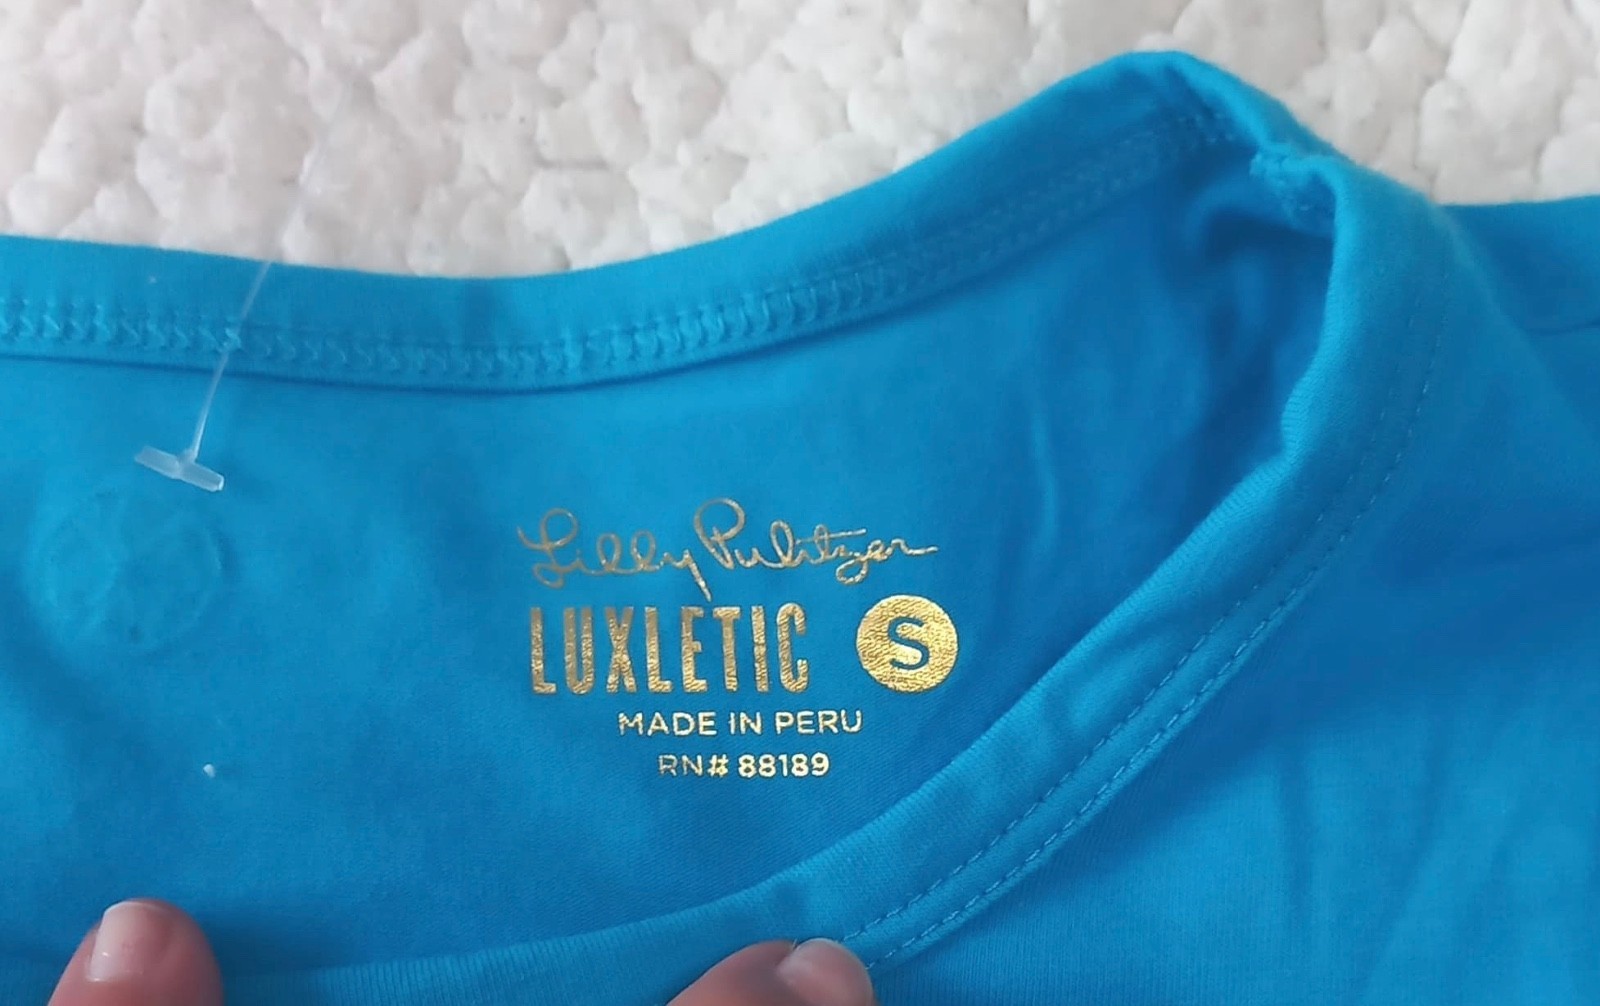 Lilly Pulitzer
LUXLETIC S
MADE IN PERU
RN# 88189